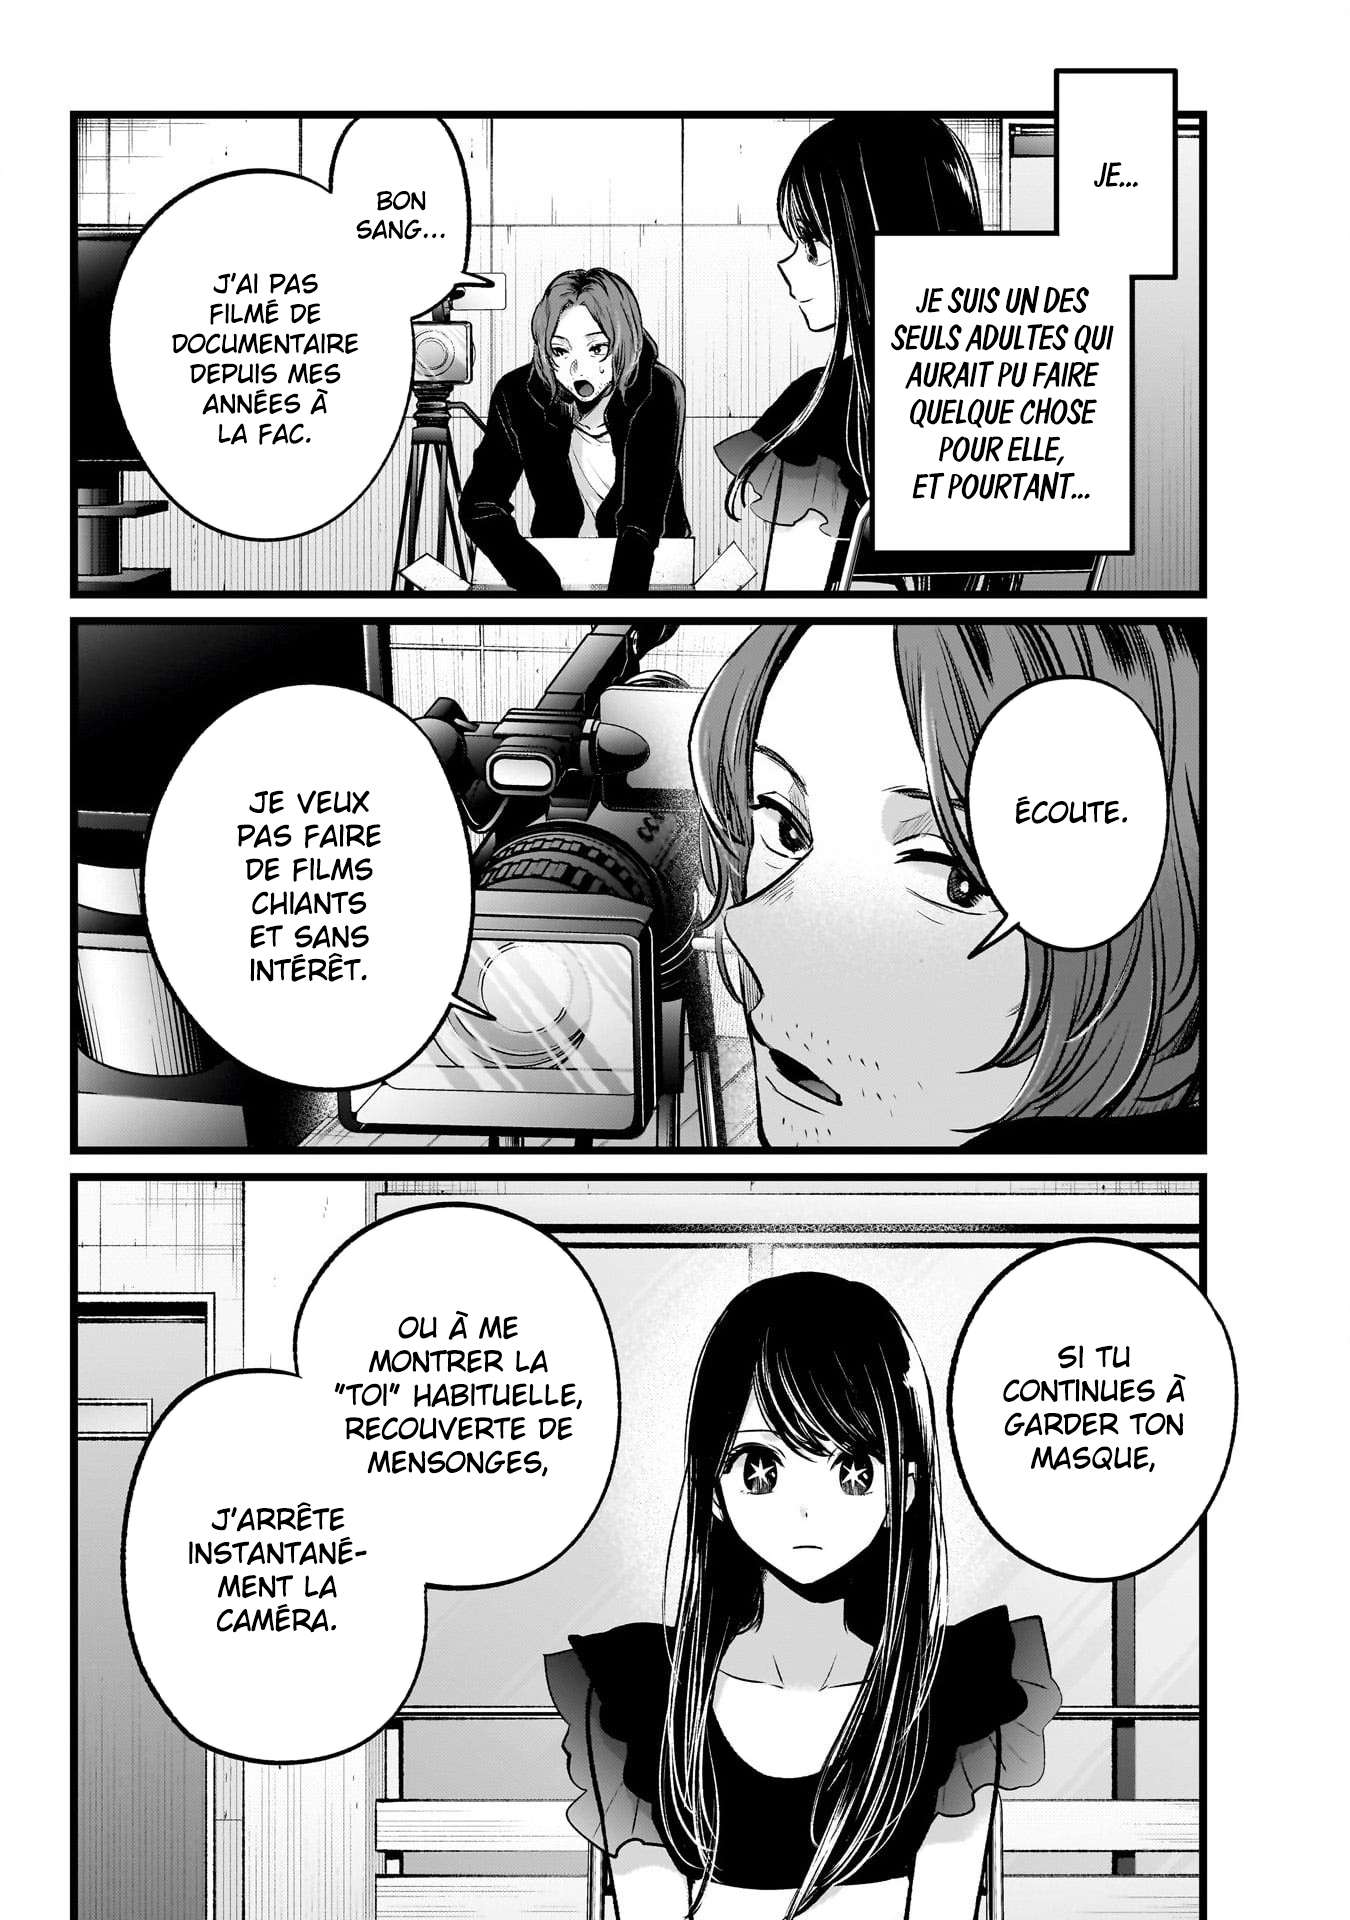 JE...
JE SUIS UN DES
SEULS ADULTES QUI
AURAIT PU FAIRE
QUELQUE CHOSE
POUR ELLE,
ET POURTANT...
BON
SANG...
J'AI PAS
FILMÉ DE
DOCUMENTAIRE
DEPUIS MES
ANNÉES À
LA FAC.
ÉCOUTE.
JE VEUX
PAS FAIRE
DE FILMS
CHIANTS
ET SANS
INTÉRÊT.
SI TU
CONTINUES À
GARDER TON
MASQUE,
OU À ME
MONTRER LA
"TOI" HABITUELLE,
RECOUVERTE DE
MENSONGES,
J'ARRÊTE
INSTANTANÉ-
MENT LA
CAMÉRA.